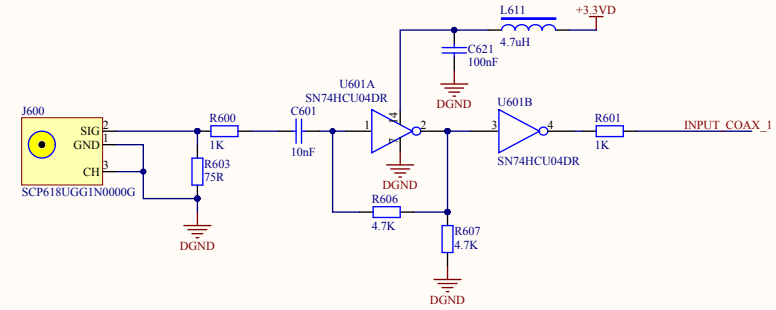 L611
+3.3VD
4.7uH
C621
100nF
DGND
U601A
SN74HCU04DR
U601B
J600
SIG
2
GND
1
CH
3
SCP618UGG1N0000G
R600
1K
C601
10nF
1
14
7
2
DGND
3
4
SN74HCU04DR
R601
1K
INPUT_COAX_1
R603
75R
DGND
R606
4.7K
R607
4.7K
DGND